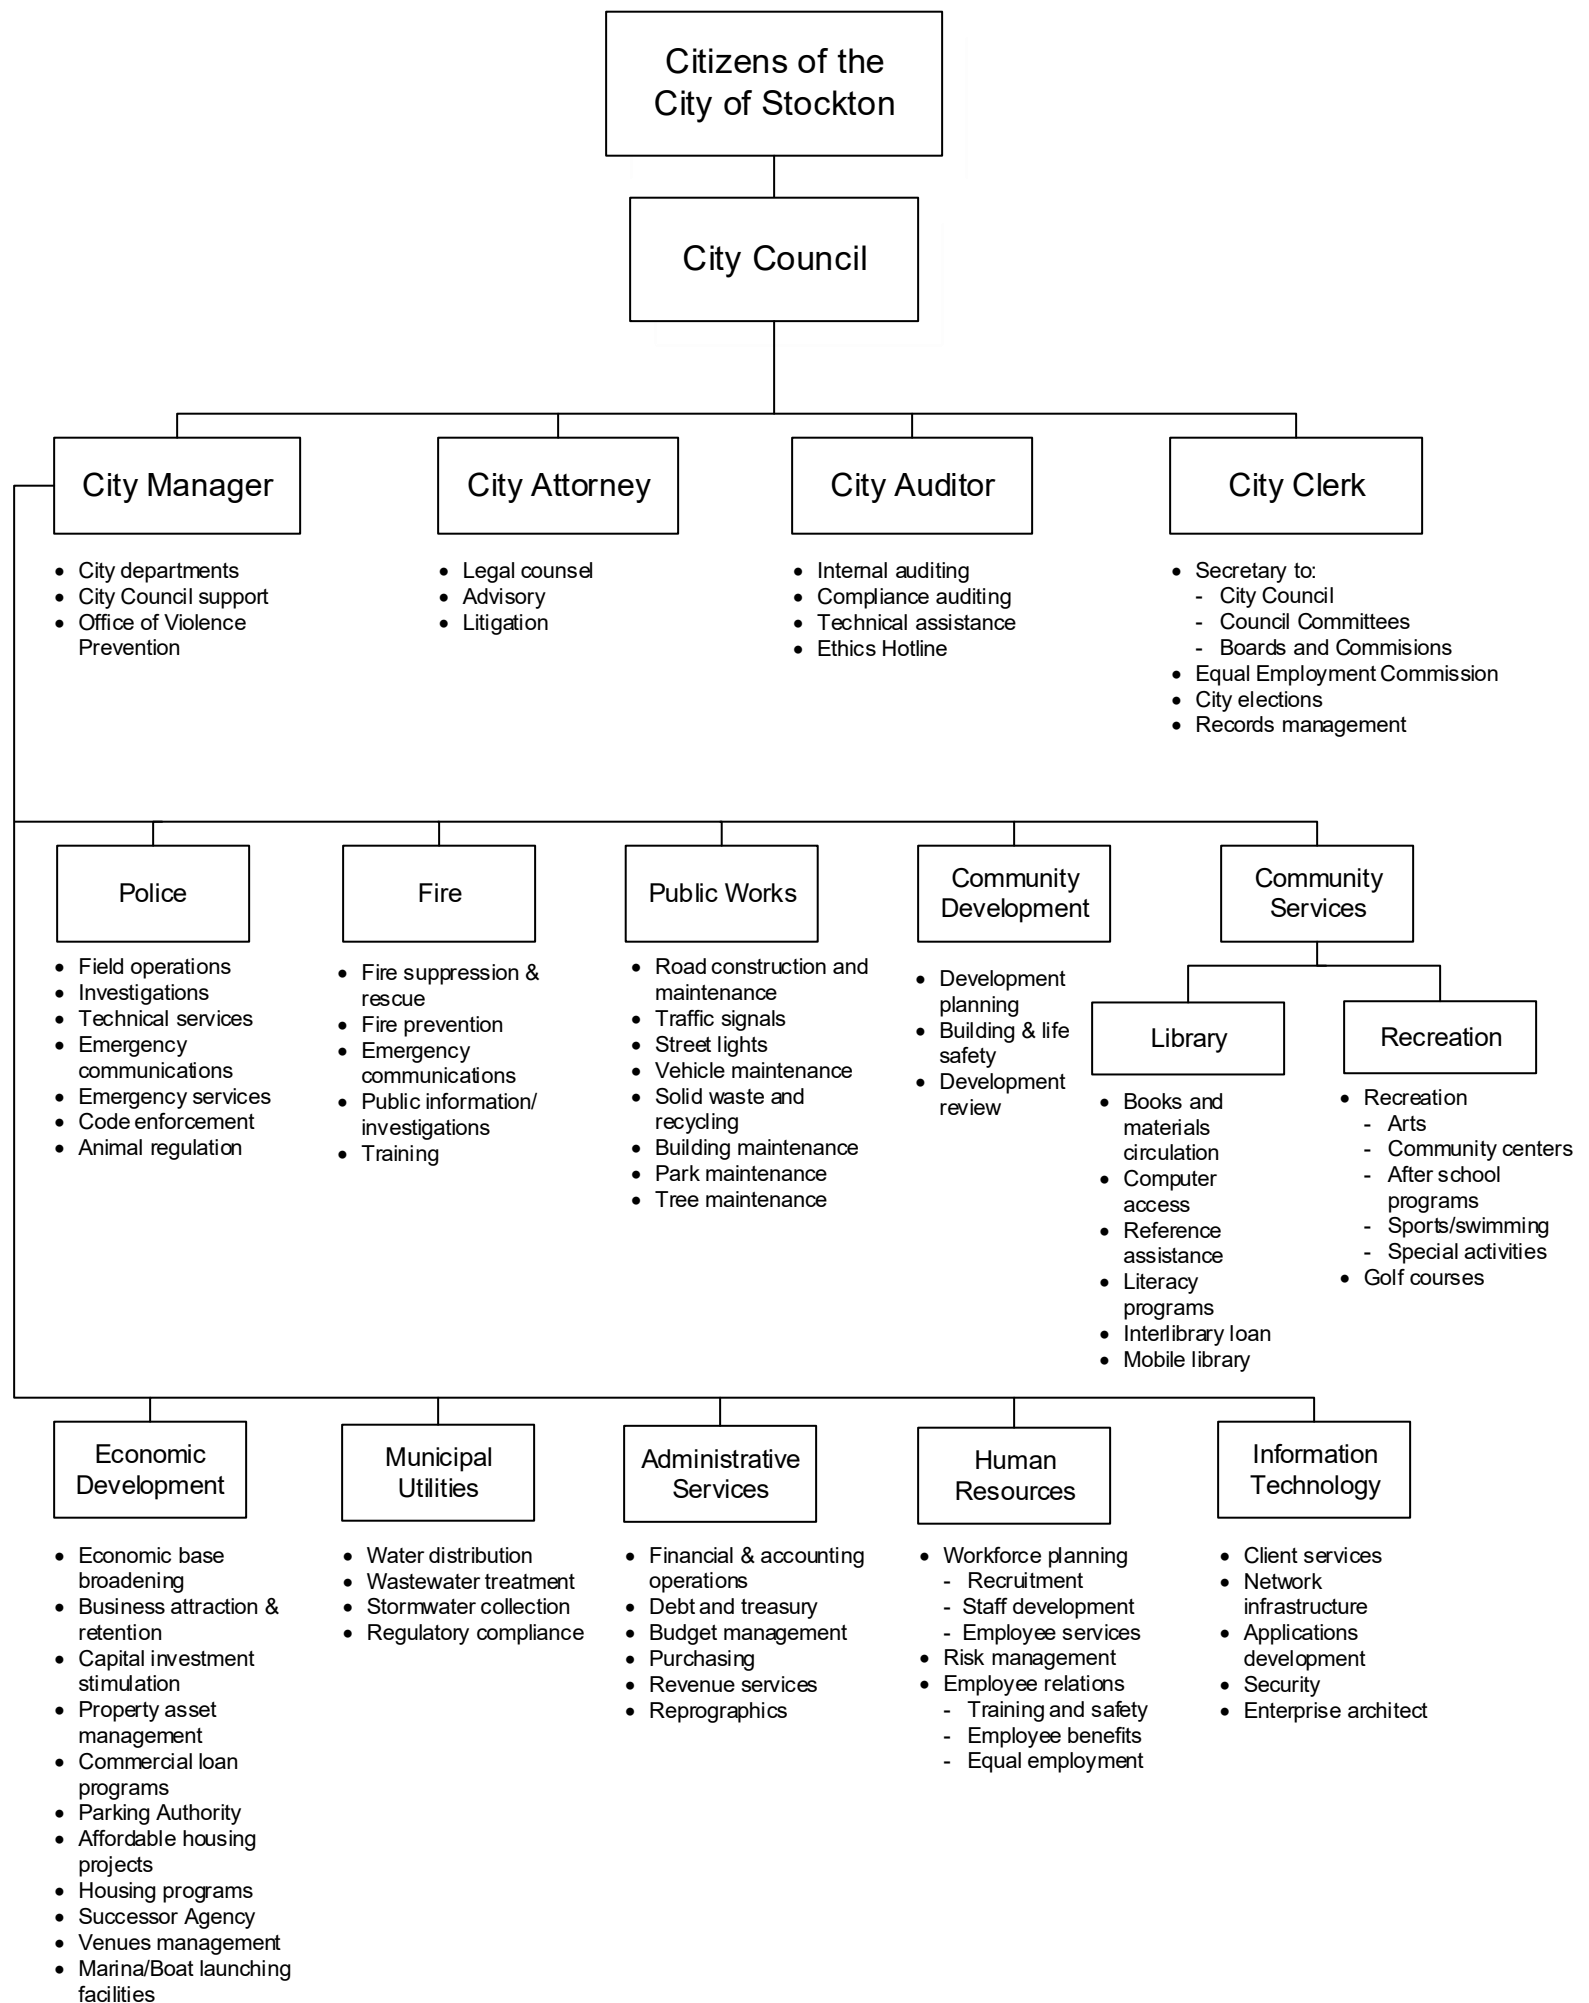 Citizens of the
City of Stockton
City Council
City Manager
• City departments
• City Council support
• Office of Violence
Prevention
City Attorney
• Legal counsel
• Advisory
• Litigation
City Auditor
• Internal auditing
• Compliance auditing
• Technical assistance
• Ethics Hotline
City Clerk
• Secretary to:
- City Council
- Council Committees
- Boards and Commisions
• Equal Employment Commission
• City elections
• Records management
Police
• Field operations
• Investigations
• Technical services
• Emergency
communications
• Emergency services
• Code enforcement
• Animal regulation
Fire
• Fire suppression &
rescue
• Fire prevention
• Emergency
communications
• Public information/
investigations
• Training
Public Works
• Road construction and
maintenance
• Traffic signals
• Street lights
• Vehicle maintenance
• Solid waste and
recycling
• Building maintenance
• Park maintenance
• Tree maintenance
Community
Development
• Development
planning
• Building & life
safety
• Development
review
Community
Services
Library
• Books and
materials
circulation
• Computer
access
• Reference
assistance
• Literacy
programs
• Interlibrary loan
• Mobile library
Recreation
• Recreation
- Arts
- Community centers
- After school
programs
- Sports/swimming
- Special activities
• Golf courses
Economic
Development
• Economic base
broadening
• Business attraction &
retention
• Capital investment
stimulation
• Property asset
management
• Commercial loan
programs
• Parking Authority
• Affordable housing
projects
• Housing programs
• Successor Agency
• Venues management
• Marina/Boat launching
facilities
Municipal
Utilities
• Water distribution
• Wastewater treatment
• Stormwater collection
• Regulatory compliance
Administrative
Services
• Financial & accounting
operations
• Debt and treasury
• Budget management
• Purchasing
• Revenue services
• Reprographics
Human
Resources
• Workforce planning
- Recruitment
- Staff development
- Employee services
• Risk management
• Employee relations
- Training and safety
- Employee benefits
- Equal employment
Information
Technology
• Client services
• Network
infrastructure
• Applications
development
• Security
• Enterprise architect